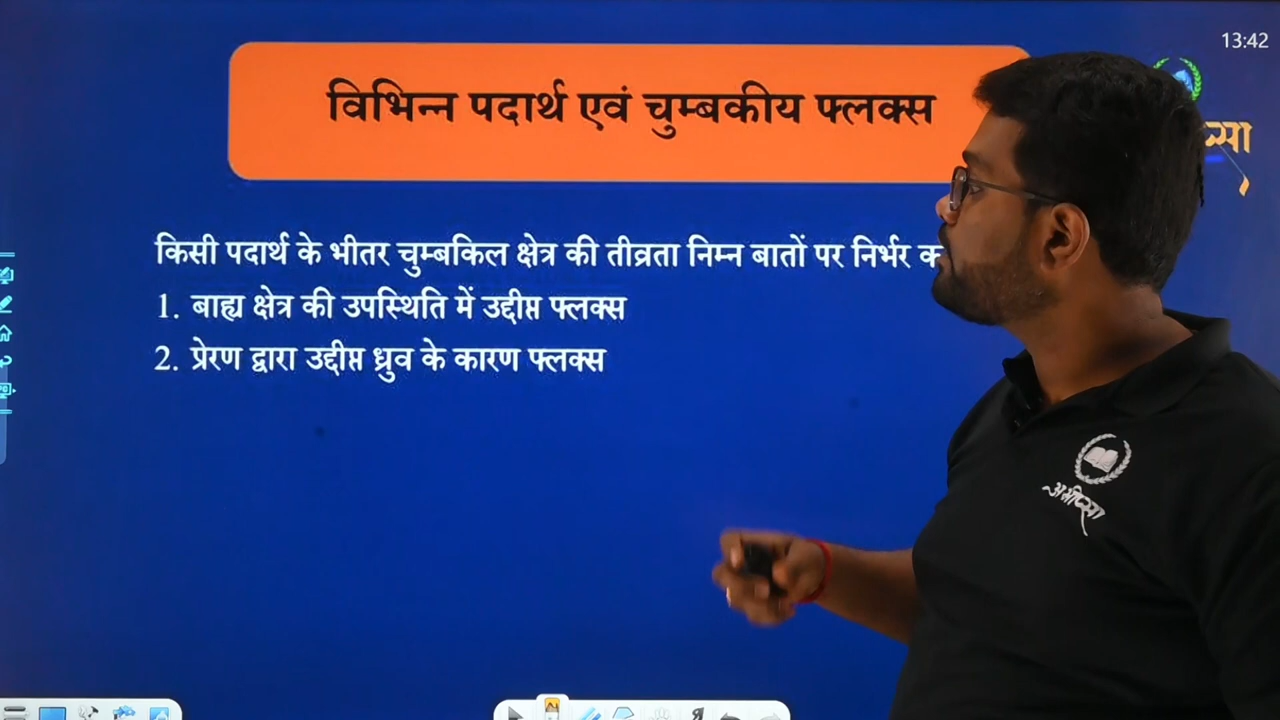 13:42
विभिन्न पदार्थ एवं चुम्बकीय फ्लक्स
किसी पदार्थ के भीतर चुम्बकिल क्षेत्र की तीव्रता निम्न बातों पर निर्भर
1. बाह्य क्षेत्र की उपस्थिति में उद्दीप्त फ्लक्स
2. प्रेरण द्वारा उद्दीप्त ध्रुव के कारण फ्लक्स
अभीप्सा